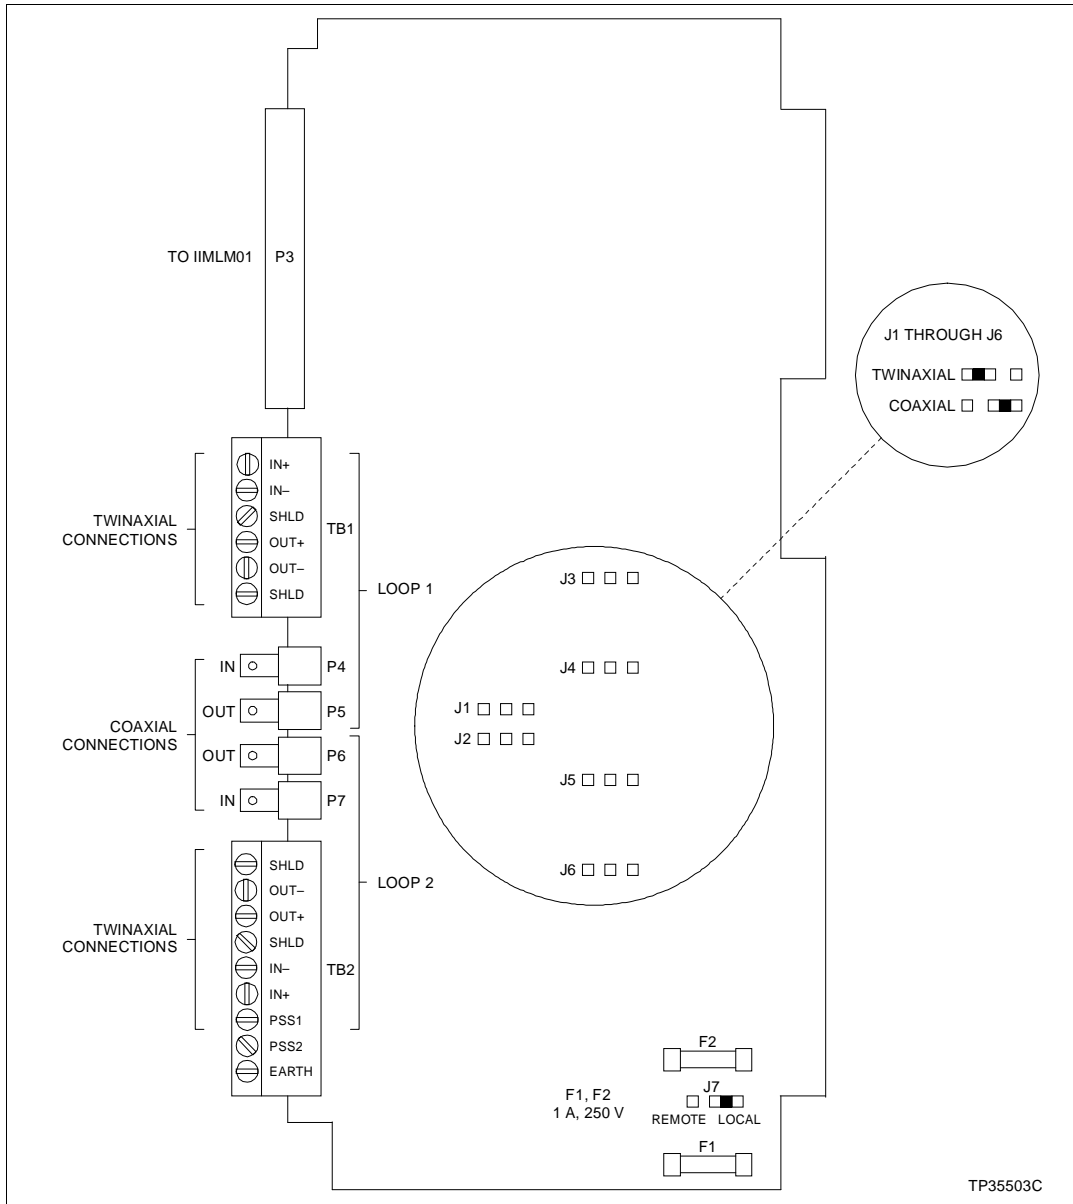 TO IIMLM01
P3
J1 THROUGH J6
TWINAXIAL
COAXIAL
TWINAXIAL
CONNECTIONS
IN+
IN–
SHLD
OUT+
OUT–
SHLD
TB1
LOOP 1
COAXIAL
CONNECTIONS
IN
P4
OUT
P5
OUT
P6
IN
P7
J3
J4
J1
J2
J5
J6
LOOP 2
TWINAXIAL
CONNECTIONS
SHLD
OUT–
OUT+
SHLD
IN–
IN+
PSS1
PSS2
EARTH
TB2
F2
F1, F2
1 A, 250 V
J7
REMOTE LOCAL
F1
TP35503C